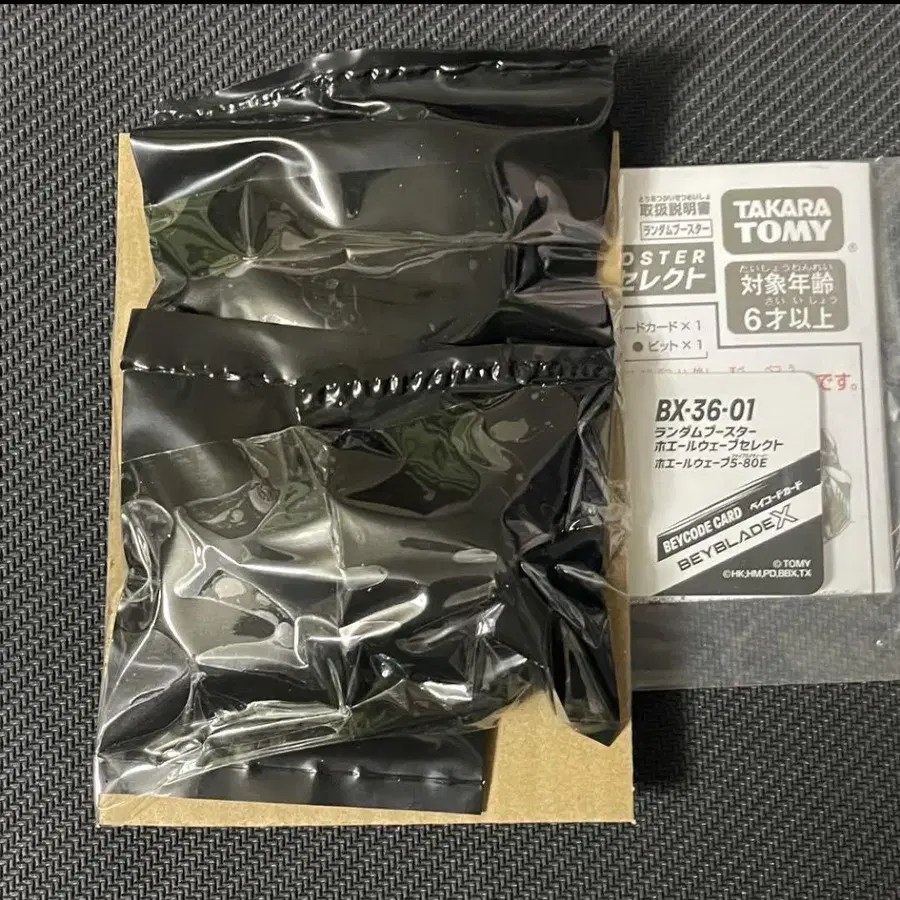 とりあつかいせつめいしょ
取扱説明書
ランダムブースター
OSTER
セレクト
TAKARA
TOMY
®
たいしょうねんれい
対象年齢
さい いじょう
6才以上
ードカード×1
●ビット×1
です。
BX-36-01
ランダムブースター
ホエールウェーブセレクト
ホエールウェーブ5-80E
BEYCODE CARD ベイコードカード
BEYBLADE X
© TOMY
©HK,HM,PD,BBX,TX